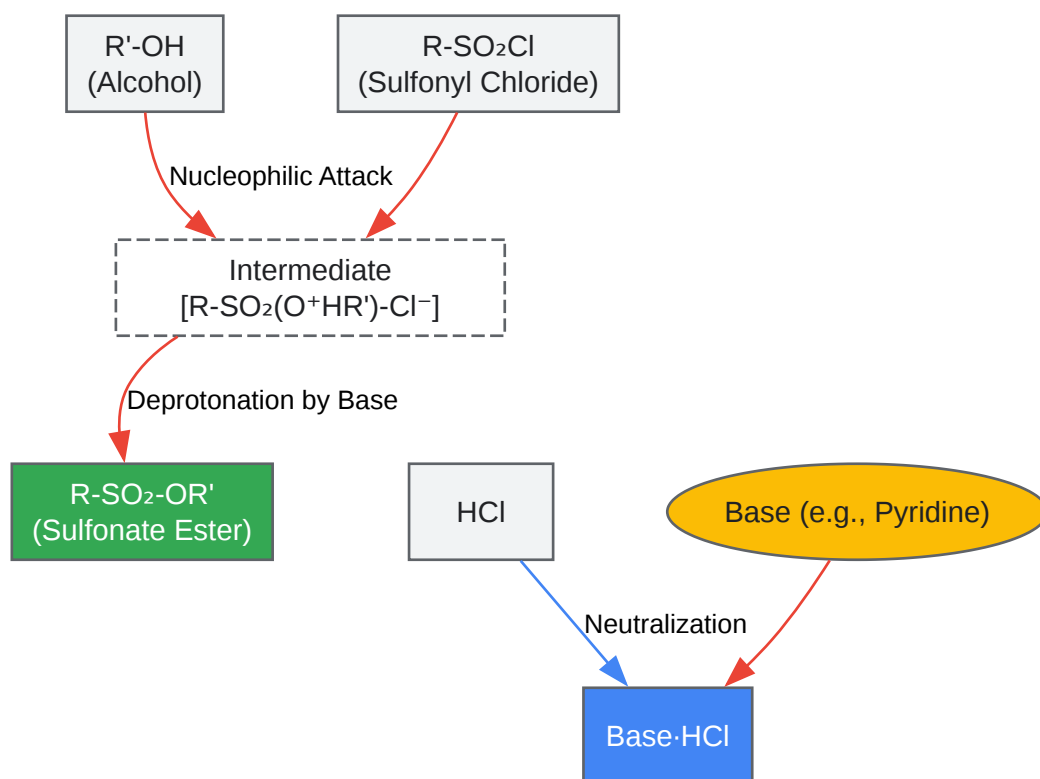 R'-OH
(Alcohol)
R-SO₂Cl
(Sulfonyl Chloride)
Nucleophilic Attack
Intermediate
[R-SO₂(O⁺HR')-Cl⁻]
Deprotonation by Base
R-SO₂-OR'
(Sulfonate Ester)
HCl
Base (e.g., Pyridine)
Neutralization
Base·HCl